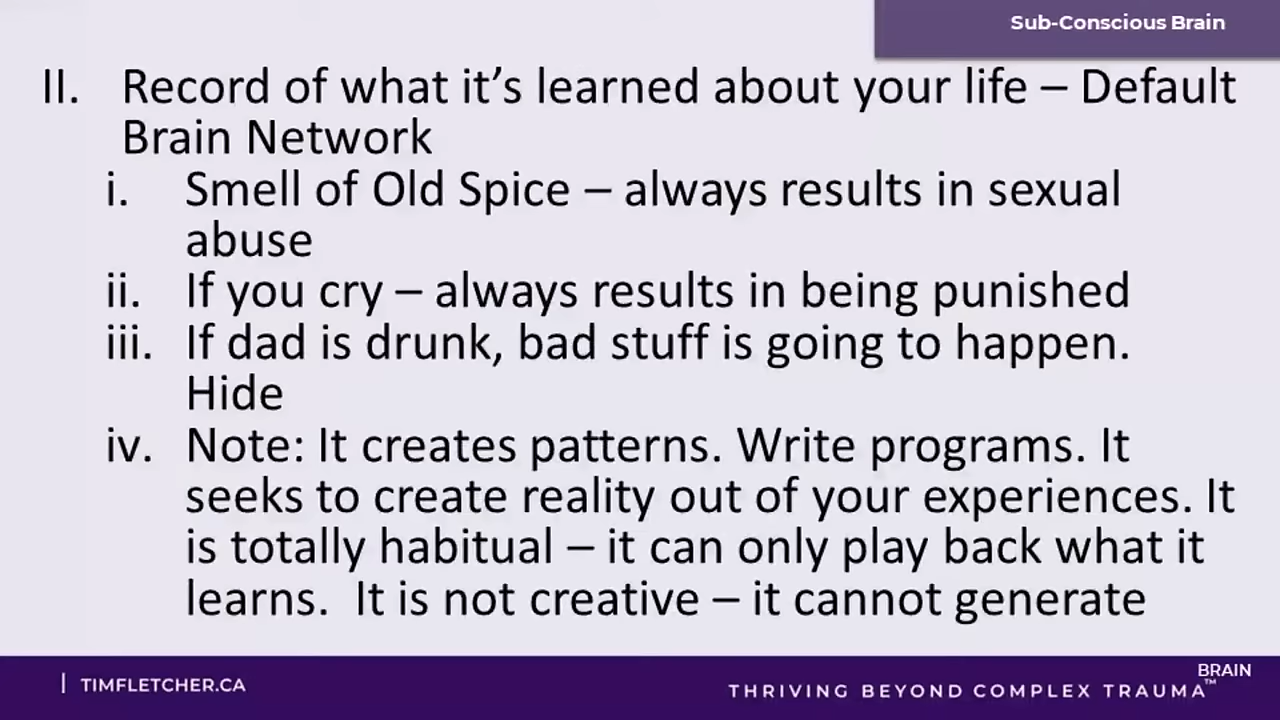 Sub-Conscious Brain
II. Record of what it’s learned about your life – Default
Brain Network
i. Smell of Old Spice – always results in sexual
abuse
ii. If you cry – always results in being punished
iii. If dad is drunk, bad stuff is going to happen.
Hide
iv. Note: It creates patterns. Write programs. It
seeks to create reality out of your experiences. It
is totally habitual – it can only play back what it
learns.  It is not creative – it cannot generate
| TIMFLETCHER.CA
THRIVING BEYOND COMPLEX TRAUMA™
BRAIN